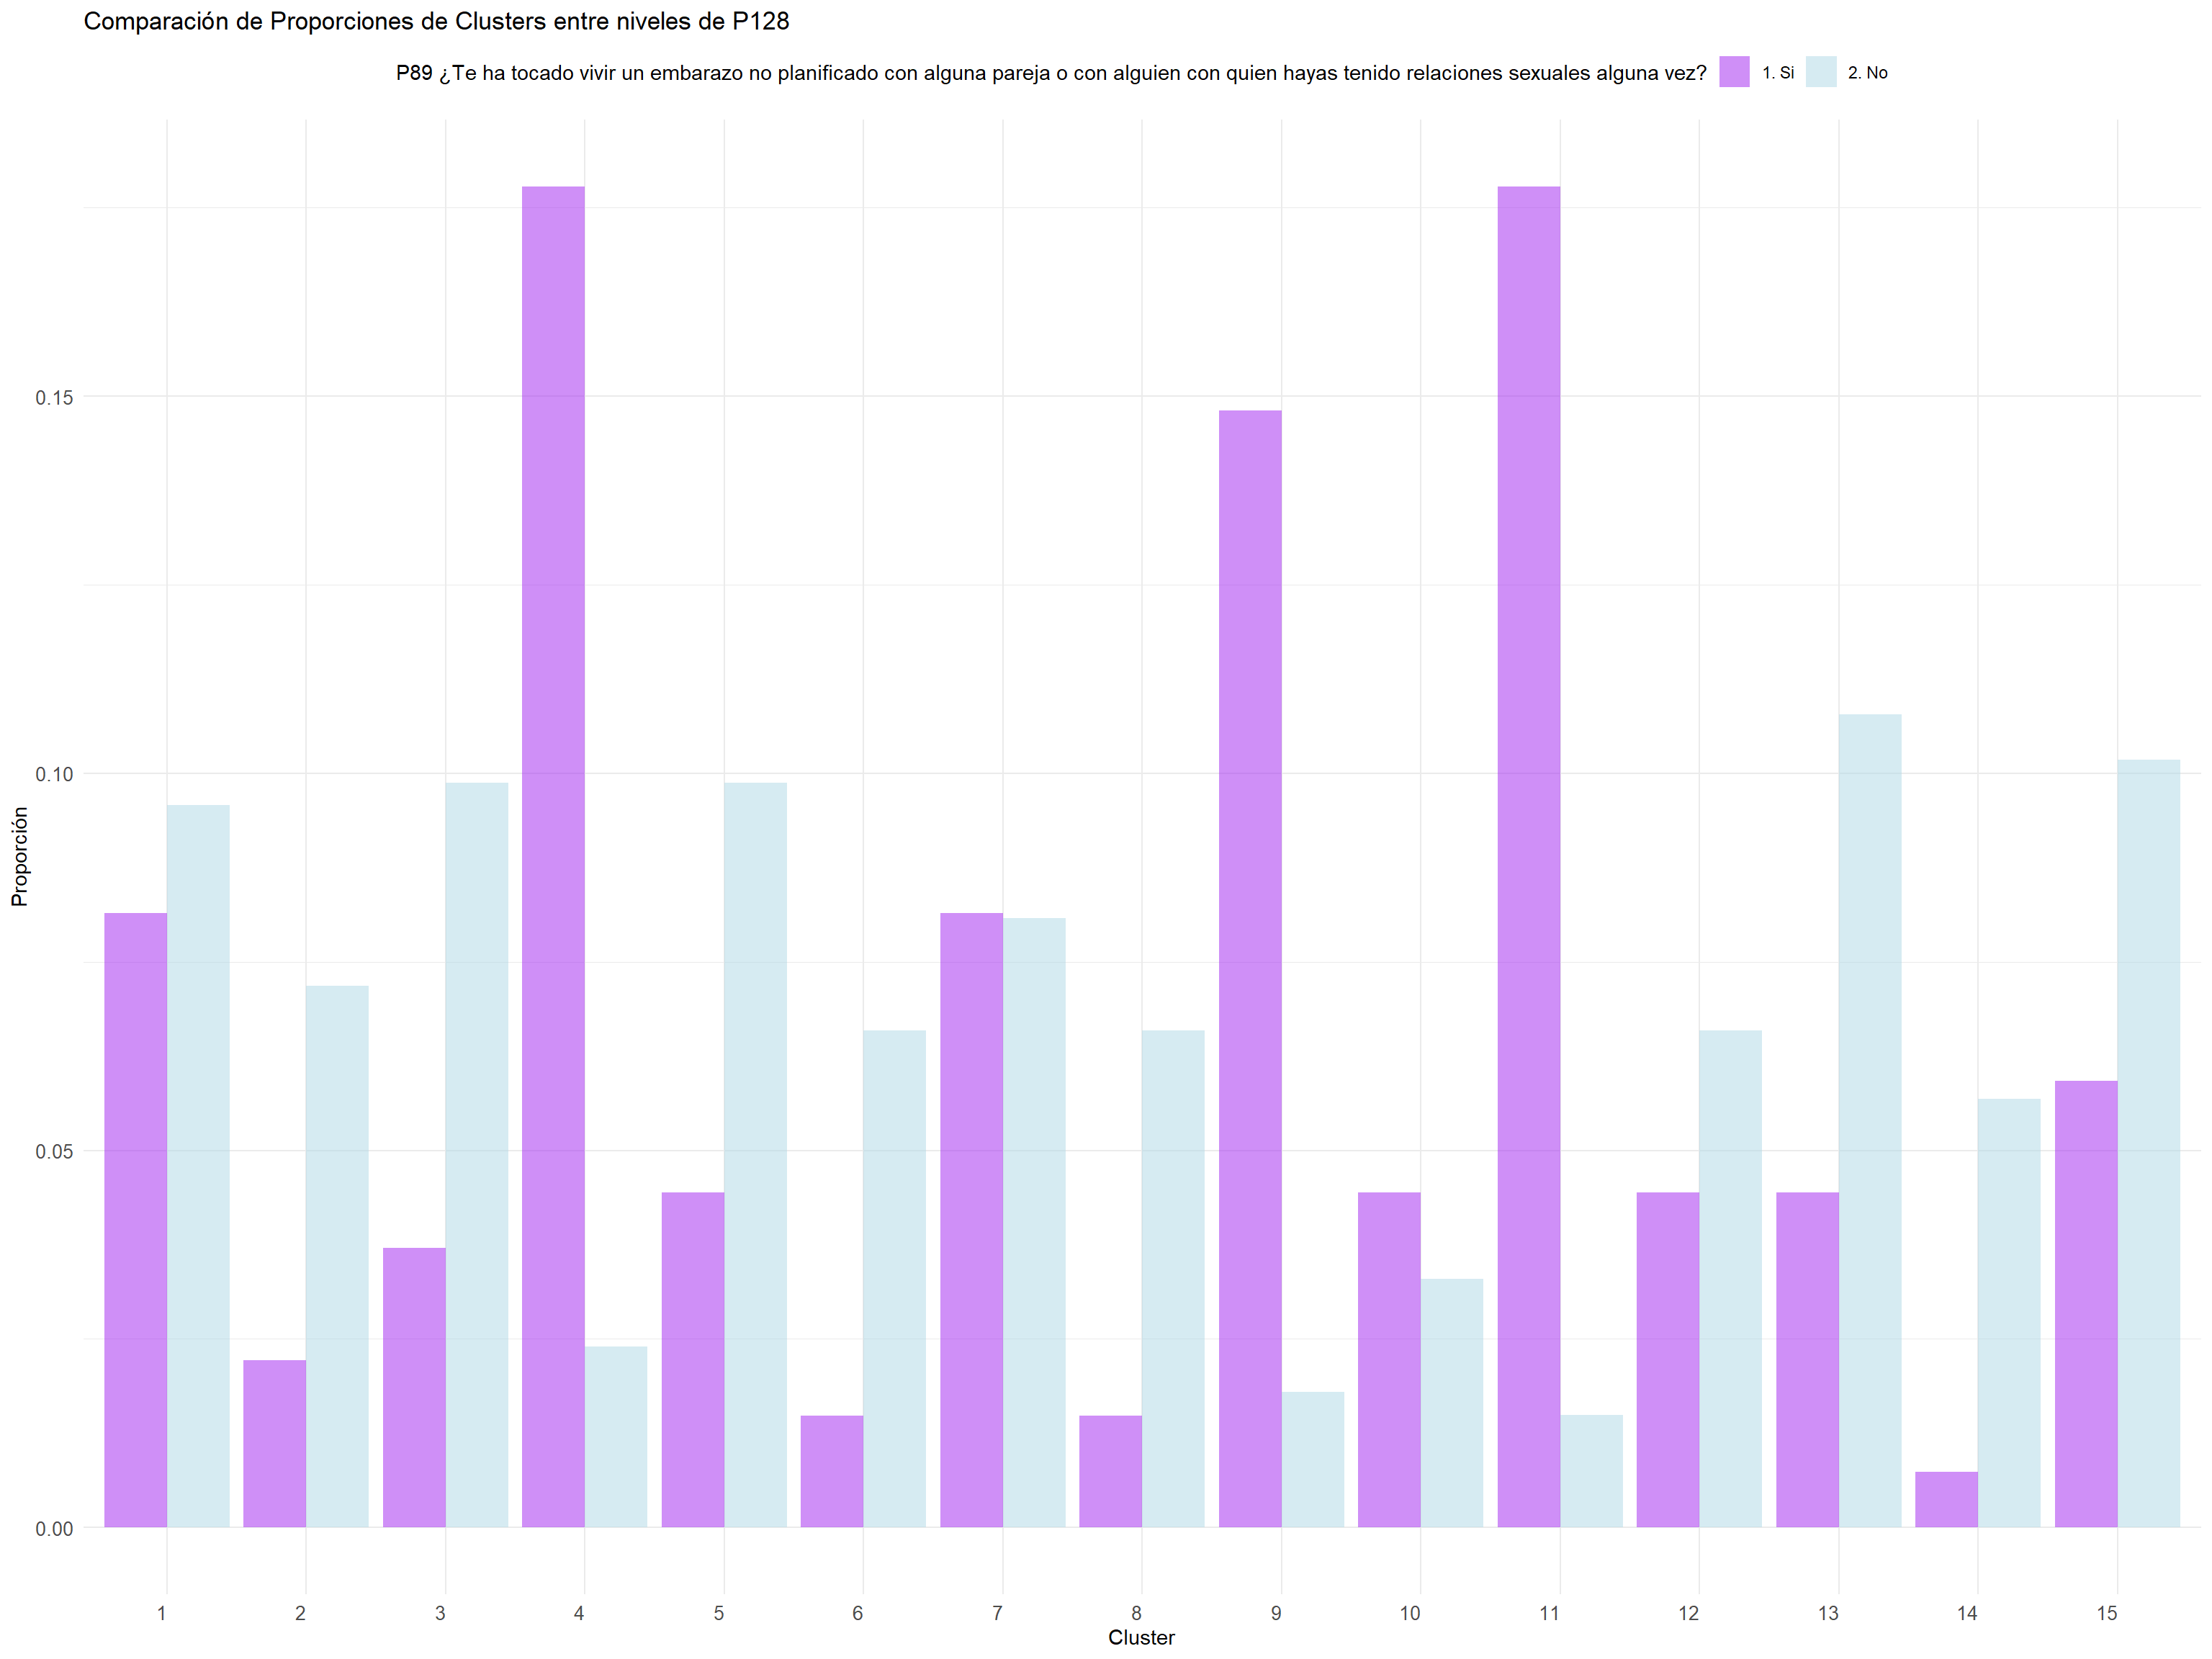 Comparación de Proporciones de Clusters entre niveles de P128
P89 ¿Te ha tocado vivir un embarazo no planificado con alguna pareja o con alguien con quien hayas tenido relaciones sexuales alguna vez? 1. Si 2. No
Proporción
0.15
0.10
0.05
0.00
1 2 3 4 5 6 7 8 9 10 11 12 13 14 15
Cluster